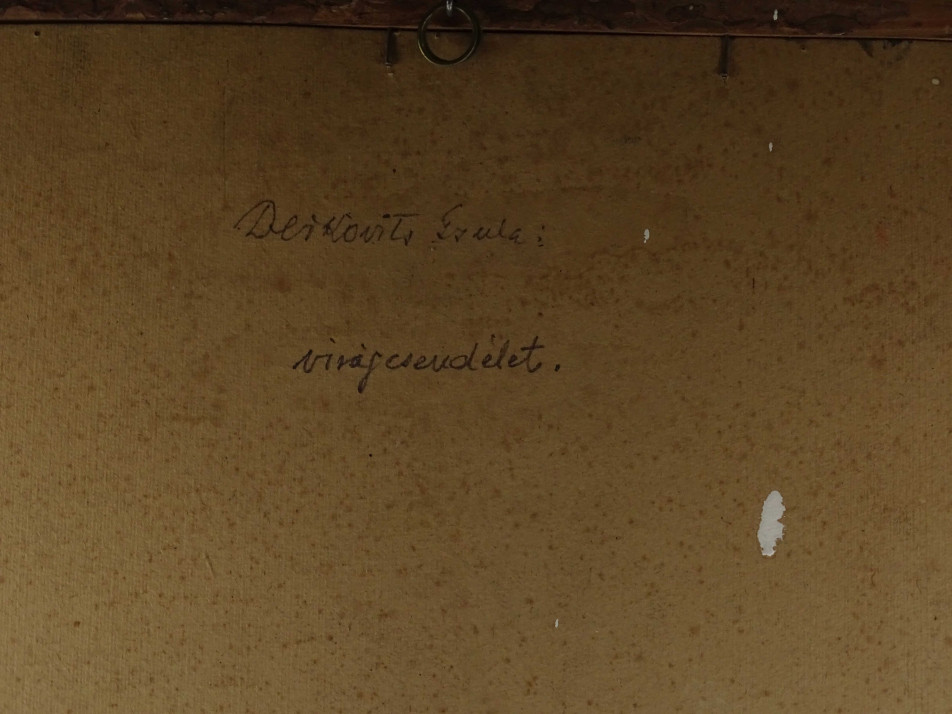 Derkovits Gyula:
virágcsendélet.